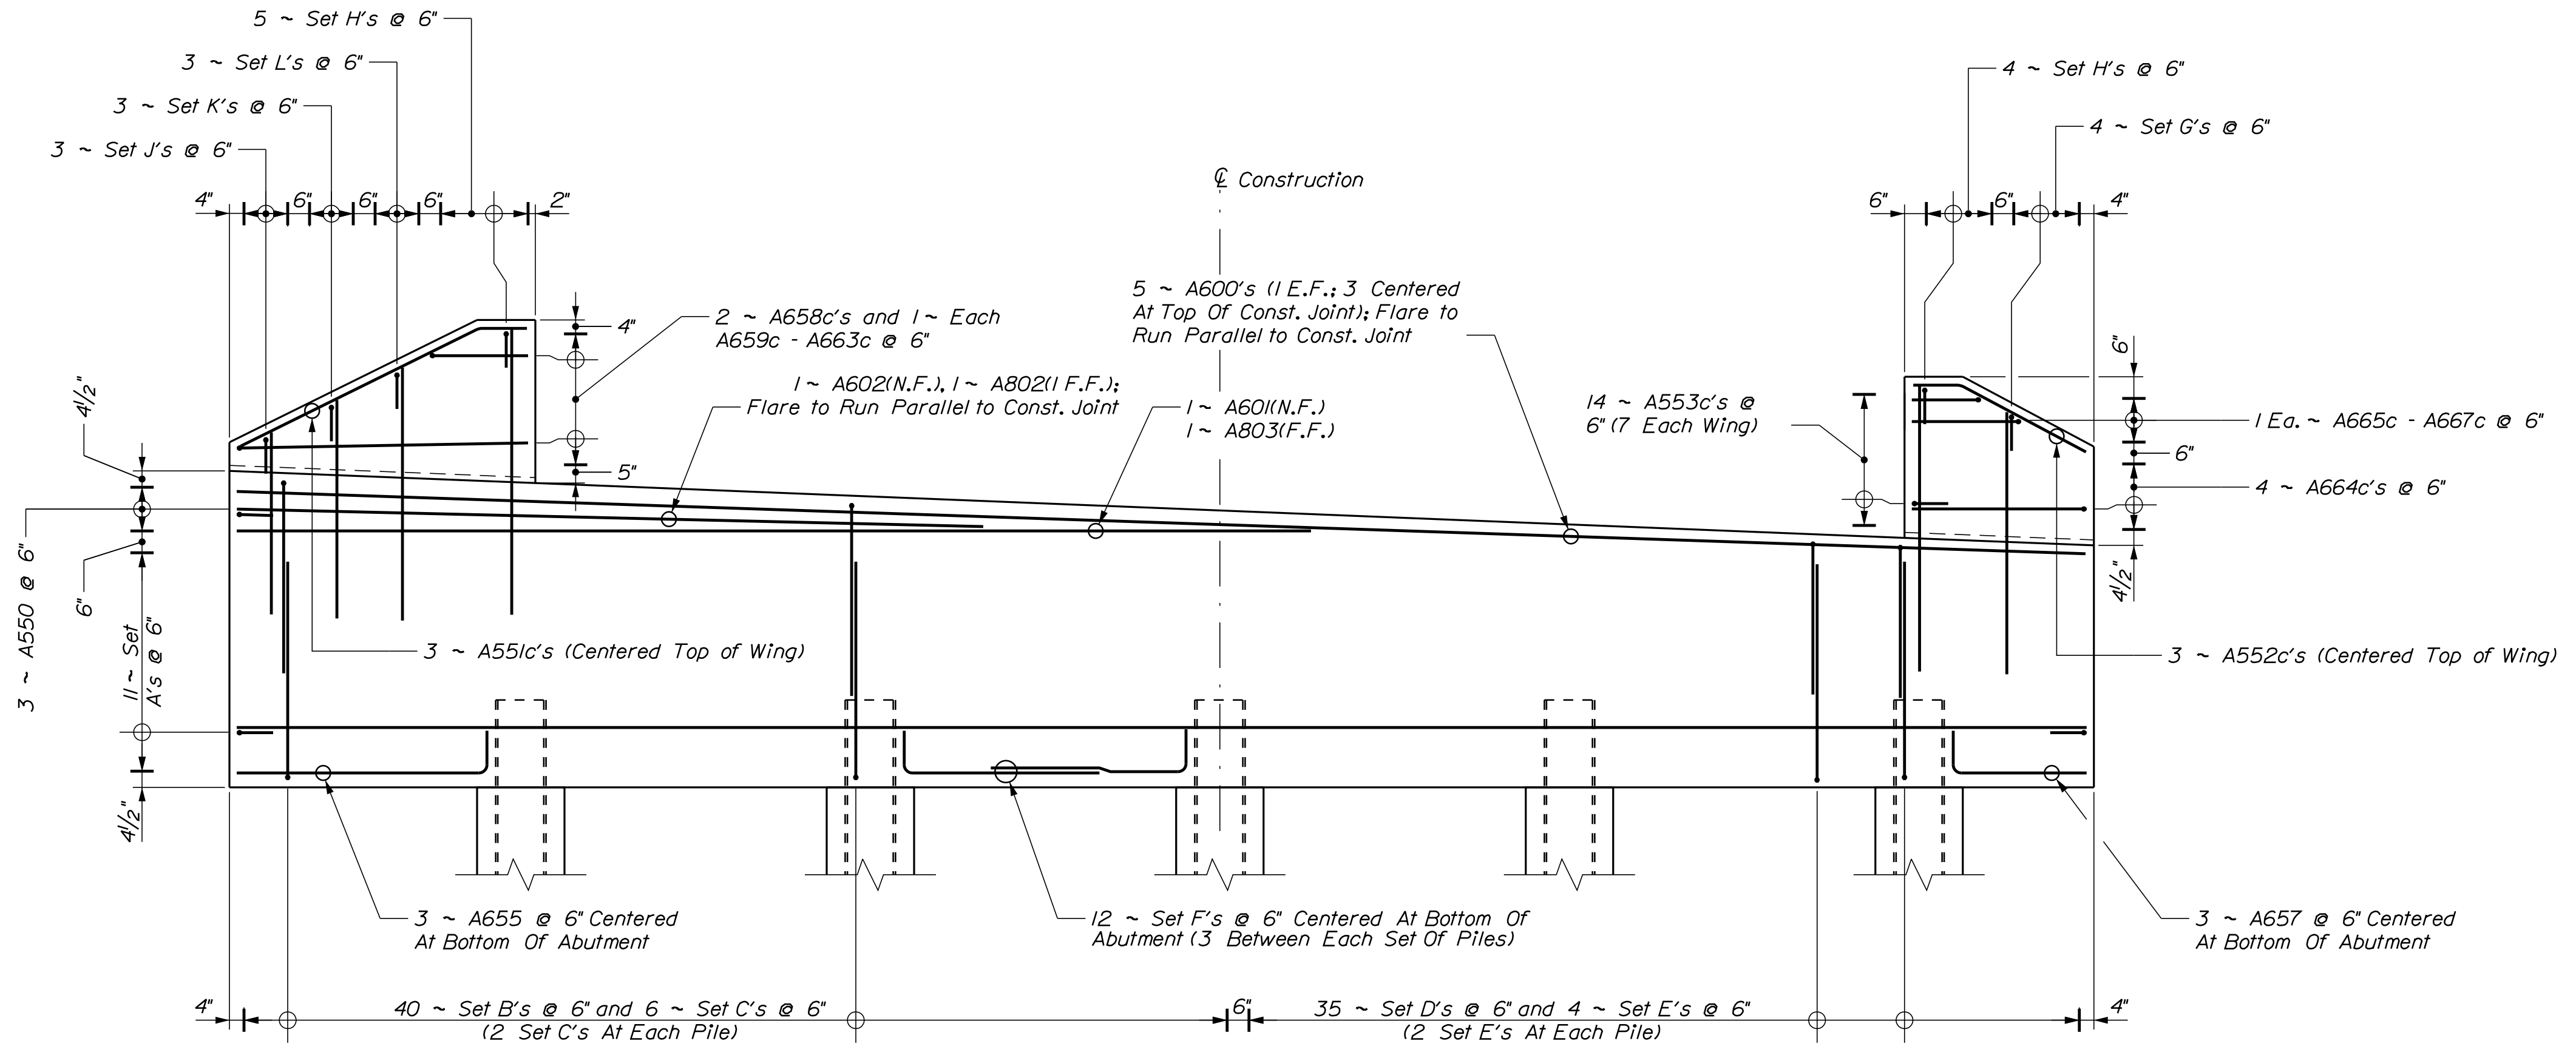 5 ~ Set H's @ 6"
3 ~ Set L's @ 6"
3 ~ Set K's @ 6"
3 ~ Set J's @ 6"
4 ~ Set H's @ 6"
4 ~ Set G's @ 6"
℄ Construction
4"
6"
6"
6"
2"
6"
6"
4"
5 ~ A600's (1 E.F.; 3 Centered
At Top Of Const. Joint); Flare to
Run Parallel to Const. Joint
2 ~ A658c's and 1 ~ Each
A659c - A663c @ 6"
4"
5"
1 ~ A602(N.F.), 1 ~ A802(1 F.F.);
Flare to Run Parallel to Const. Joint
1 ~ A601(N.F.)
1 ~ A803(F.F.)
14 ~ A553c's @
6" (7 Each Wing)
6"
1 Ea. ~ A665c - A667c @ 6"
6"
4 ~ A664c's @ 6"
4½"
4½"
3 ~ A550 @ 6"
6"
11 ~ Set
A's @ 6"
4½"
3 ~ A551c's (Centered Top of Wing)
3 ~ A552c's (Centered Top of Wing)
3 ~ A655 @ 6" Centered
At Bottom Of Abutment
12 ~ Set F's @ 6" Centered At Bottom Of
Abutment (3 Between Each Set Of Piles)
3 ~ A657 @ 6" Centered
At Bottom Of Abutment
4"
40 ~ Set B's @ 6" and 6 ~ Set C's @ 6"
(2 Set C's At Each Pile)
6"
35 ~ Set D's @ 6" and 4 ~ Set E's @ 6"
(2 Set E's At Each Pile)
4"